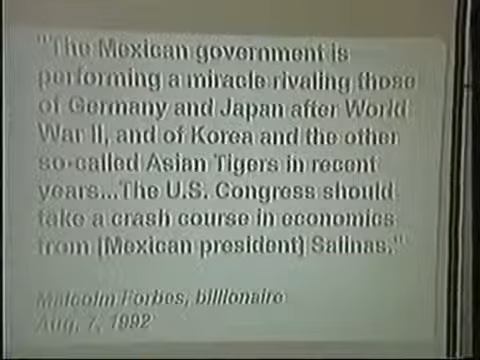 "The Mexican government is
performing a miracle rivaling those
of Germany and Japan after World
War II, and of Korea and the other
so-called Asian Tigers in recent
years...The U.S. Congress should
take a crash course in economics
from [Mexican president] Salinas."
Malcolm Forbes, billionaire
Aug. 7, 1992